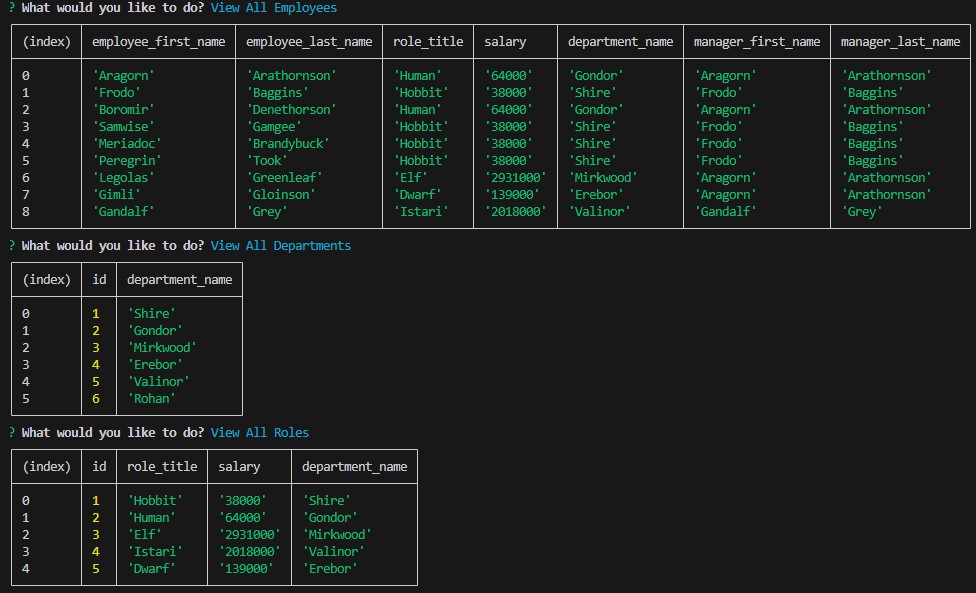 ? What would you like to do? View All Employees
(index) employee_first_name employee_last_name role_title salary department_name manager_first_name manager_last_name
0 'Aragorn' 'Arathornson' 'Human' '64000' 'Gondor' 'Aragorn' 'Arathornson'
1 'Frodo' 'Baggins' 'Hobbit' '38000' 'Shire' 'Frodo' 'Baggins'
2 'Boromir' 'Denethorson' 'Human' '64000' 'Gondor' 'Aragorn' 'Arathornson'
3 'Samwise' 'Gamgee' 'Hobbit' '38000' 'Shire' 'Frodo' 'Baggins'
4 'Meriadoc' 'Brandybuck' 'Hobbit' '38000' 'Shire' 'Frodo' 'Baggins'
5 'Peregrin' 'Took' 'Hobbit' '38000' 'Shire' 'Frodo' 'Baggins'
6 'Legolas' 'Greenleaf' 'Elf' '2931000' 'Mirkwood' 'Aragorn' 'Arathornson'
7 'Gimli' 'Gloinson' 'Dwarf' '139000' 'Erebor' 'Aragorn' 'Arathornson'
8 'Gandalf' 'Grey' 'Istari' '2018000' 'Valinor' 'Gandalf' 'Grey'
? What would you like to do? View All Departments
(index) id department_name
0 1 'Shire'
1 2 'Gondor'
2 3 'Mirkwood'
3 4 'Erebor'
4 5 'Valinor'
5 6 'Rohan'
? What would you like to do? View All Roles
(index) id role_title salary department_name
0 1 'Hobbit' '38000' 'Shire'
1 2 'Human' '64000' 'Gondor'
2 3 'Elf' '2931000' 'Mirkwood'
3 4 'Istari' '2018000' 'Valinor'
4 5 'Dwarf' '139000' 'Erebor'